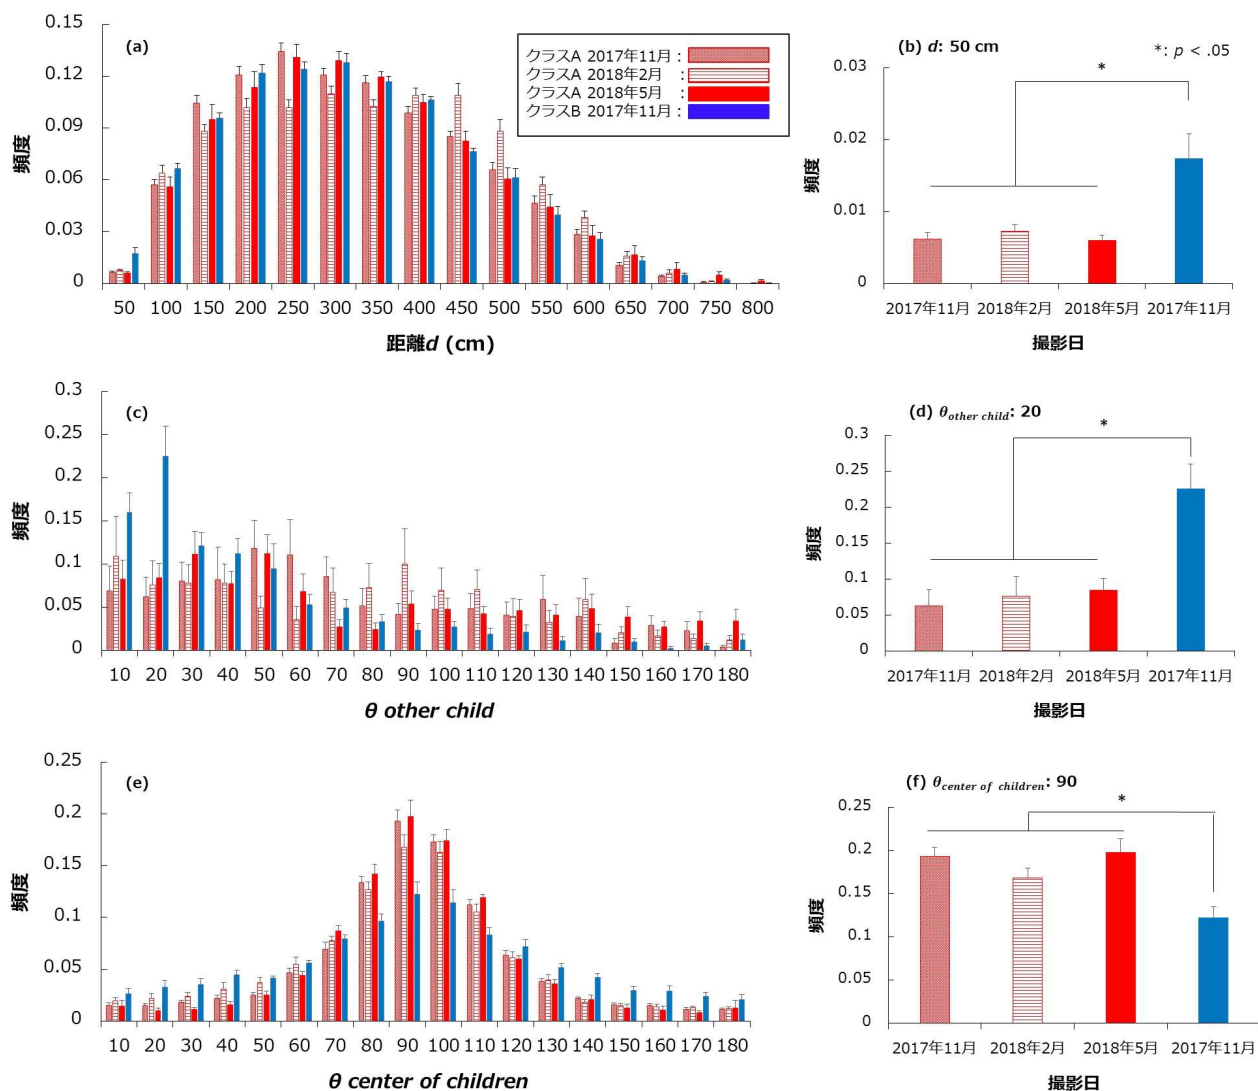 0.15
0.12
0.09
0.06
0.03
0
頻度
(a)
クラスA 2017年11月 :
クラスA 2018年2月 :
クラスA 2018年5月 :
クラスB 2017年11月 :
50 100 150 200 250 300 350 400 450 500 550 600 650 700 750 800
距離d (cm)
(b) d: 50 cm
*: p < .05
*
0.03
0.02
0.01
0
頻度
2017年11月 2018年2月 2018年5月 2017年11月
撮影日
0.3
0.25
0.2
0.15
0.1
0.05
0
頻度
(c)
10 20 30 40 50 60 70 80 90 100 110 120 130 140 150 160 170 180
θ other child
(d) θother child: 20
*
0.3
0.25
0.2
0.15
0.1
0.05
0
頻度
2017年11月 2018年2月 2018年5月 2017年11月
撮影日
0.25
0.2
0.15
0.1
0.05
0
頻度
(e)
10 20 30 40 50 60 70 80 90 100 110 120 130 140 150 160 170 180
θ center of children
(f) θcenter of children: 90
*
0.25
0.2
0.15
0.1
0.05
0
頻度
2017年11月 2018年2月 2018年5月 2017年11月
撮影日